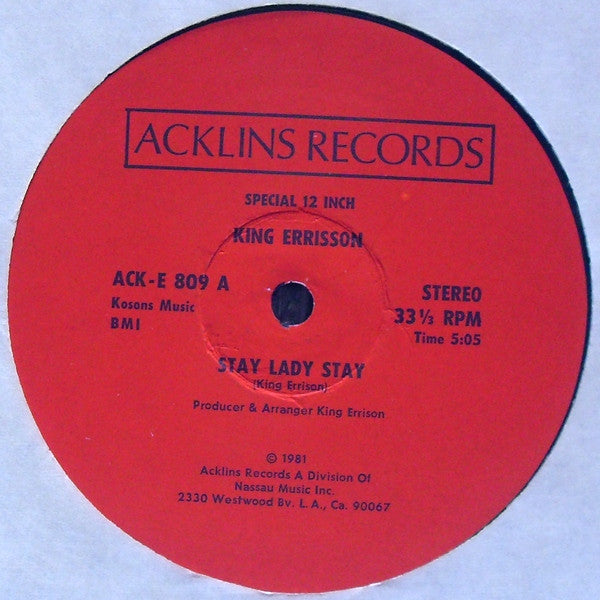 ACKLINS RECORDS
SPECIAL 12 INCH
KING ERRISSON
ACK-E 809 A
Kosons Music
BMI
STEREO
33 ⅓ RPM
Time 5:05
STAY LADY STAY
(King Errison)
Producer & Arranger King Errison
© 1981
Acklins Records A Division Of
Nassau Music Inc.
2330 Westwood Bv. L.A., Ca. 90067